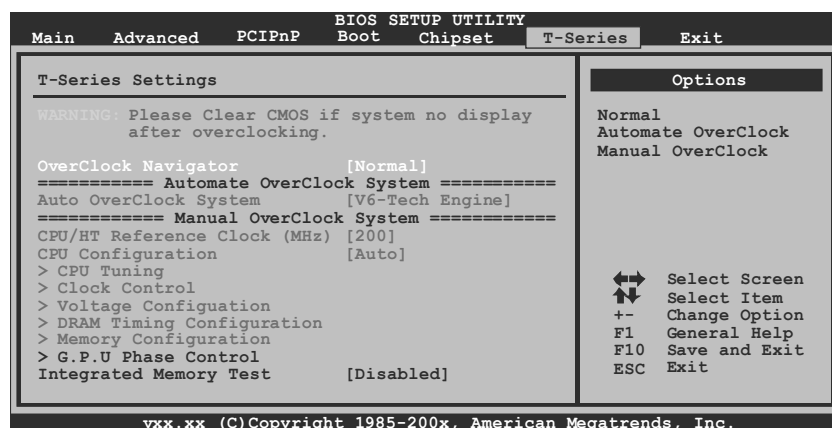 BIOS SETUP UTILITY
Main Advanced PCIPnP Boot Chipset T-Series Exit
T-Series Settings
WARNING: Please Clear CMOS if system no display
after overclocking.
OverClock Navigator [Normal]
=========== Automate OverClock System ===========
Auto OverClock System [V6-Tech Engine]
============ Manual OverClock System ============
CPU/HT Reference Clock (MHz) [200]
CPU Configuration [Auto]
> CPU Tuning
> Clock Control
> Voltage Configuation
> DRAM Timing Configuration
> Memory Configuration
> G.P.U Phase Control
Integrated Memory Test [Disabled]
Options
Normal
Automate OverClock
Manual OverClock
Select Screen
Select Item
+- Change Option
F1 General Help
F10 Save and Exit
ESC Exit
vxx.xx (C)Copyright 1985-200x, American Megatrends, Inc.